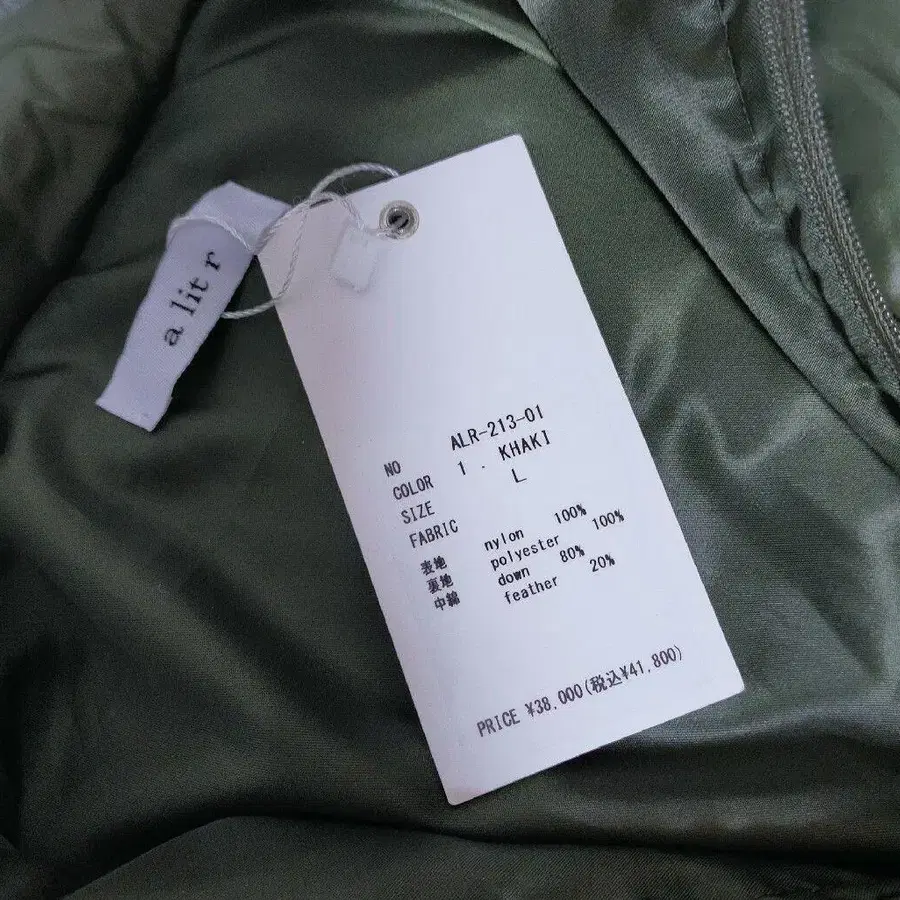 a lit r
NO ALR-213-01
COLOR 1 . KHAKI
SIZE L
FABRIC
表地 nylon 100%
裏地 polyester 100%
中綿 down 80%
feather 20%
PRICE ¥38,000(税込¥41,800)